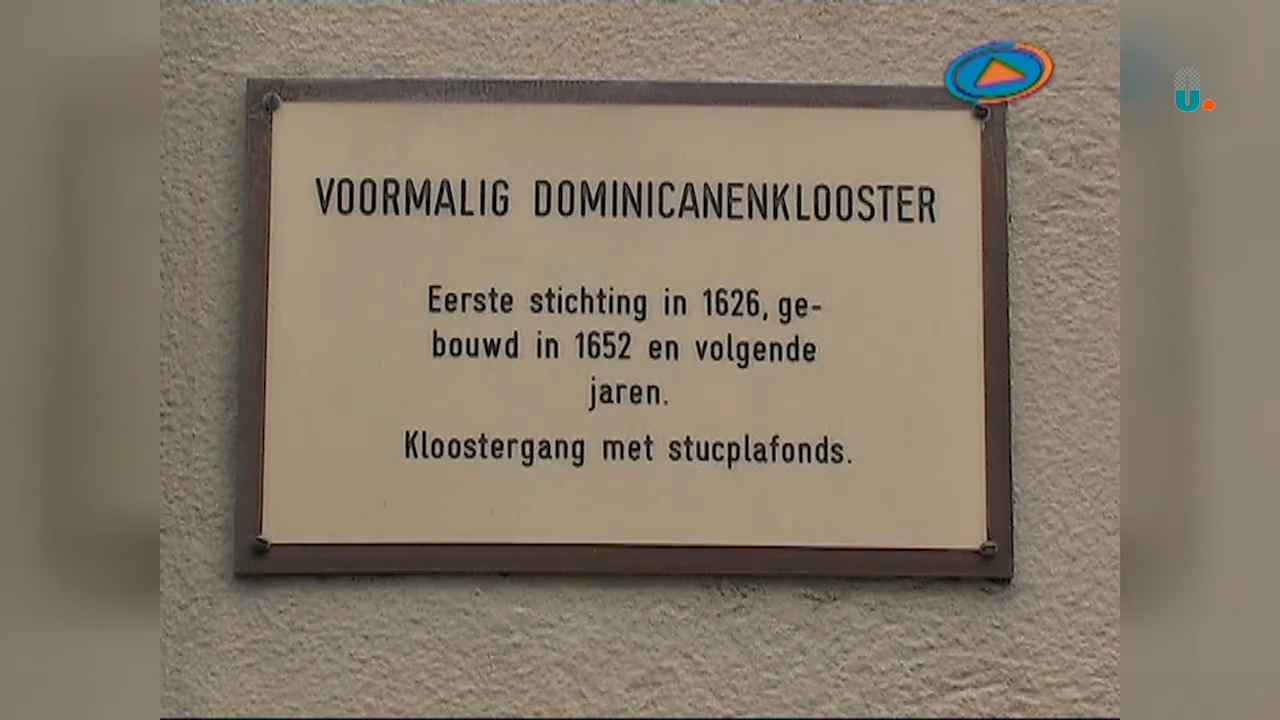 VOORMALIG DOMINICANENKLOOSTER
Eerste stichting in 1626, ge-
bouwd in 1652 en volgende
jaren.
Kloostergang met stucplafonds.
U.